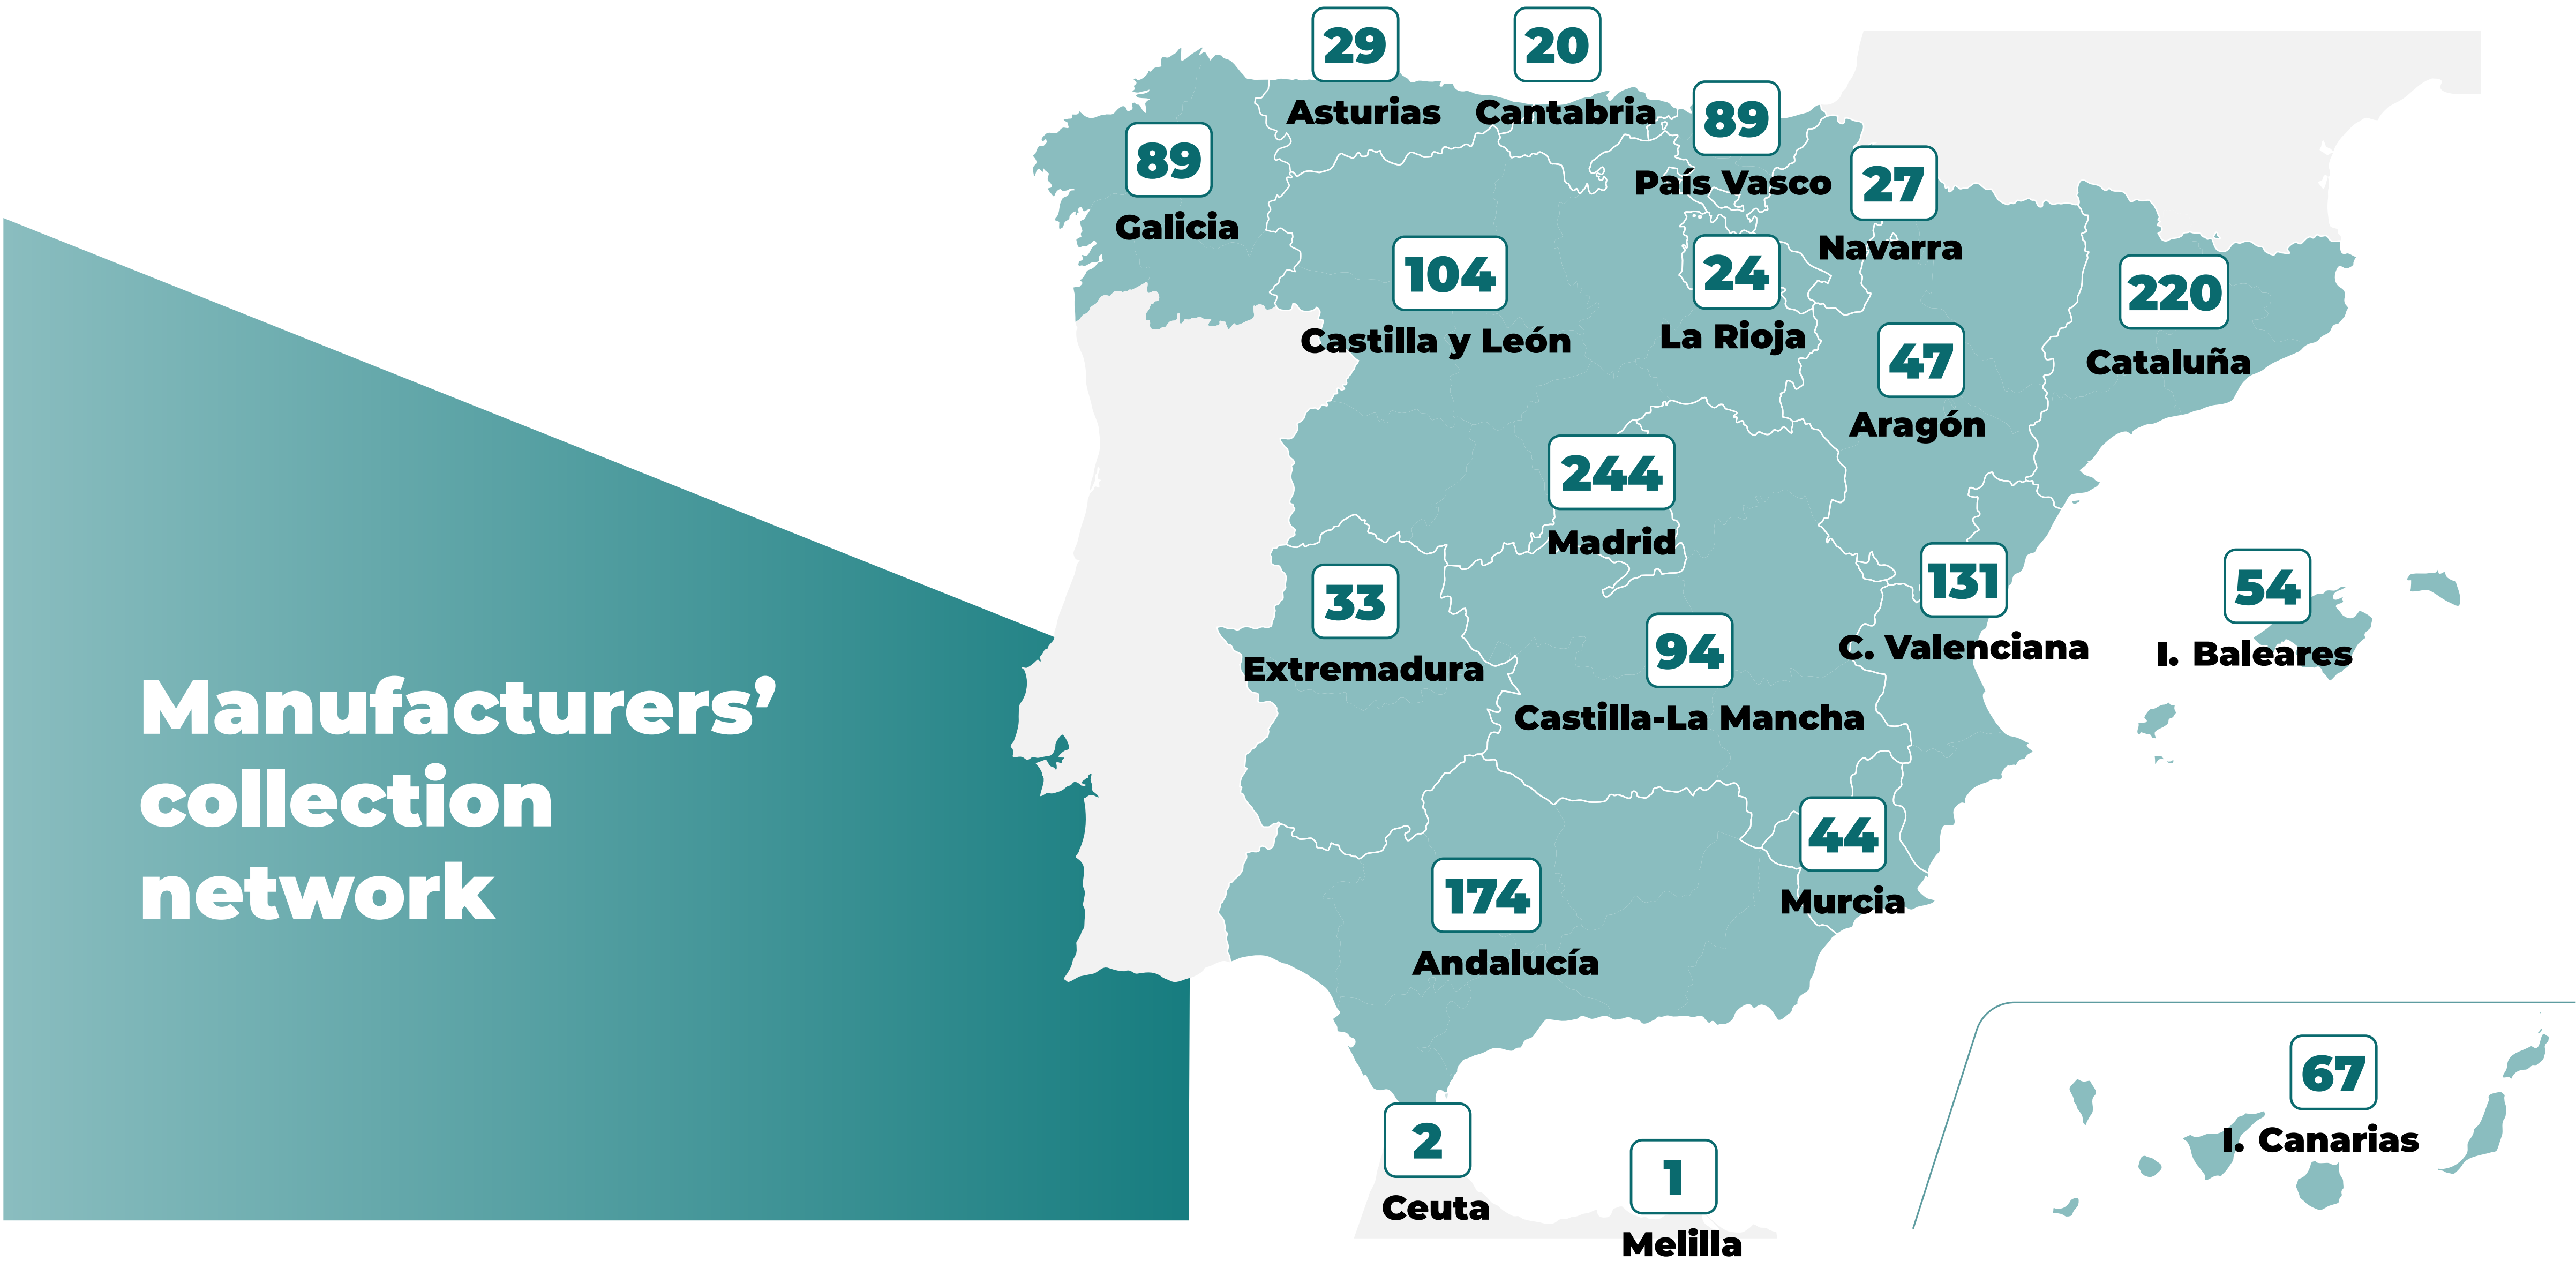 Manufacturers’
collection
network
29
Asturias
20
Cantabria
89
País Vasco
89
Galicia
27
Navarra
104
Castilla y León
24
La Rioja
220
Cataluña
47
Aragón
244
Madrid
131
C. Valenciana
54
I. Baleares
33
Extremadura
94
Castilla-La Mancha
44
Murcia
174
Andalucía
67
I. Canarias
2
Ceuta
1
Melilla